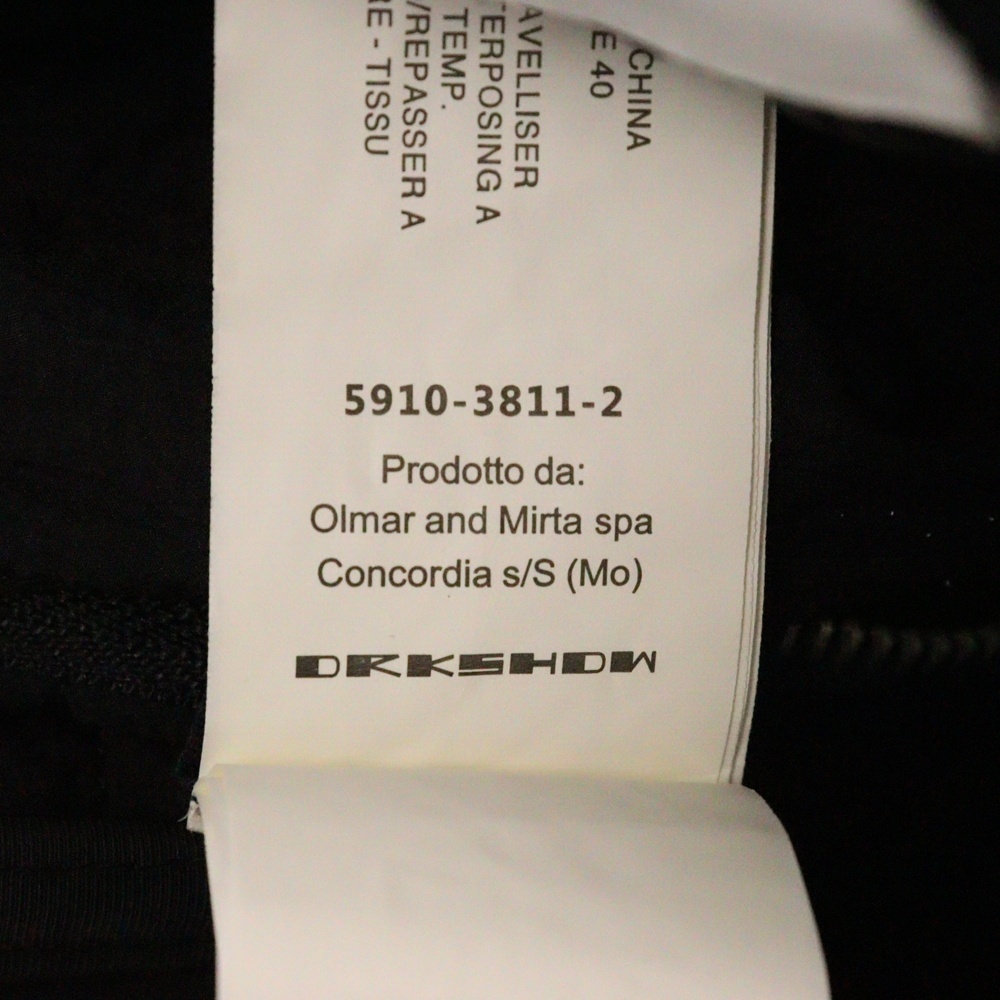 CHINA
E 40
AVELLISER
TERPOSING A
TEMP.
/REPASSER A
RE - TISSU
5910-3811-2
Prodotto da:
Olmar and Mirta spa
Concordia s/S (Mo)
DRKSHDW